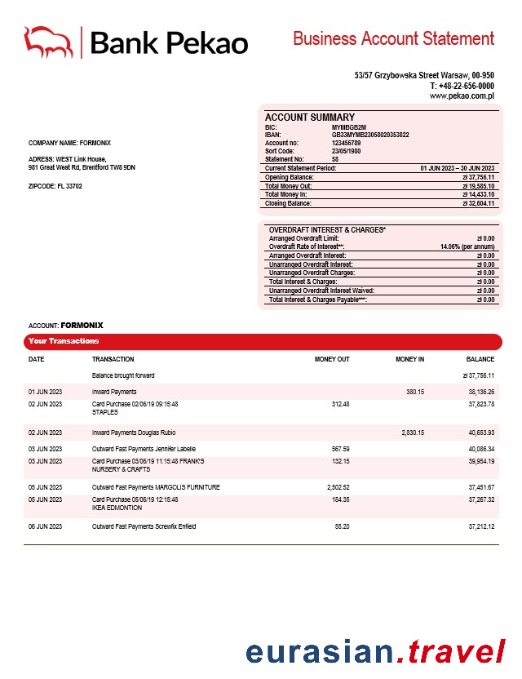 Bank Pekao
Business Account Statement
53/57 Grzybowska Street Warsaw, 00-950
T: +48-22-656-0000
www.pekao.com.pl
ACCOUNT SUMMARY
BIC: MYMBGB2M
IBAN: GB33MYMB23058020353822
Account no: 123456789
Sort Code: 23/05/1980
Statement No: 58
Current Statement Period: 01 JUN 2023 – 30 JUN 2023
Opening Balance: zł 37,756.11
Total Money Out: zł 19,585.10
Total Money In: zł 14,433.10
Closing Balance: zł 32,604.11
COMPANY NAME: FORMONIX
ADRESS: WEST Link House,
981 Great West Rd, Brentford TW8 9DN
ZIPCODE: FL 33702
OVERDRAFT INTEREST & CHARGES*
Arranged Overdraft Limit: zł 0.00
Overdraft Rate of Interest**: 14.06% (per annum)
Arranged Overdraft Interest: zł 0.00
Unarranged Overdraft Interest: zł 0.00
Unarranged Overdraft Charges: zł 0.00
Total Interest & Charges: zł 0.00
Unarranged Overdraft Interest Waived: zł 0.00
Total Interest & Charges Payable***: zł 0.00
ACCOUNT: FORMONIX
Your Transactions
DATE TRANSACTION MONEY OUT MONEY IN BALANCE
Balance brought forward zł 37,756.11
01 JUN 2023 Inward Payments 380.15 38,136.26
02 JUN 2023 Card Purchase 02/06/19 09:15:48 312.48 37,823.78
STAPLES
02 JUN 2023 Inward Payments Douglas Rubio 2,830.15 40,653.93
03 JUN 2023 Outward Fast Payments Jennifer Labelle 567.59 40,086.34
03 JUN 2023 Card Purchase 03/06/19 11:15:48 FRANK'S 132.15 39,954.19
NURSERY & CRAFTS
05 JUN 2023 Outward Fast Payments MARGOLIS FURNITURE 2,502.52 37,451.67
05 JUN 2023 Card Purchase 05/06/19 12:15:48 184.35 37,267.32
IKEA EDMONTION
06 JUN 2023 Outward Fast Payments Screwfix Enfield 55.20 37,212.12
eurasian.travel